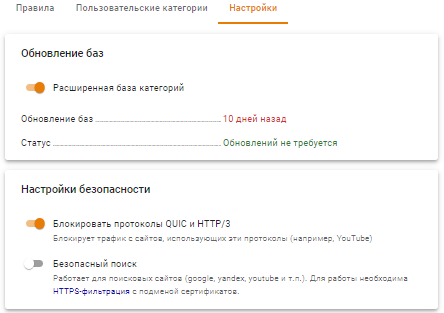 Правила Пользовательские категории Настройки
Обновление баз
Расширенная база категорий
Обновление баз 10 дней назад
Статус Обновлений не требуется
Настройки безопасности
Блокировать протоколы QUIC и HTTP/3
Блокирует трафик с сайтов, использующих эти протоколы (например, YouTube)
Безопасный поиск
Работает для поисковых сайтов (google, yandex, youtube и т.п.). Для работы необходима
HTTPS-фильтрация с подменой сертификатов.